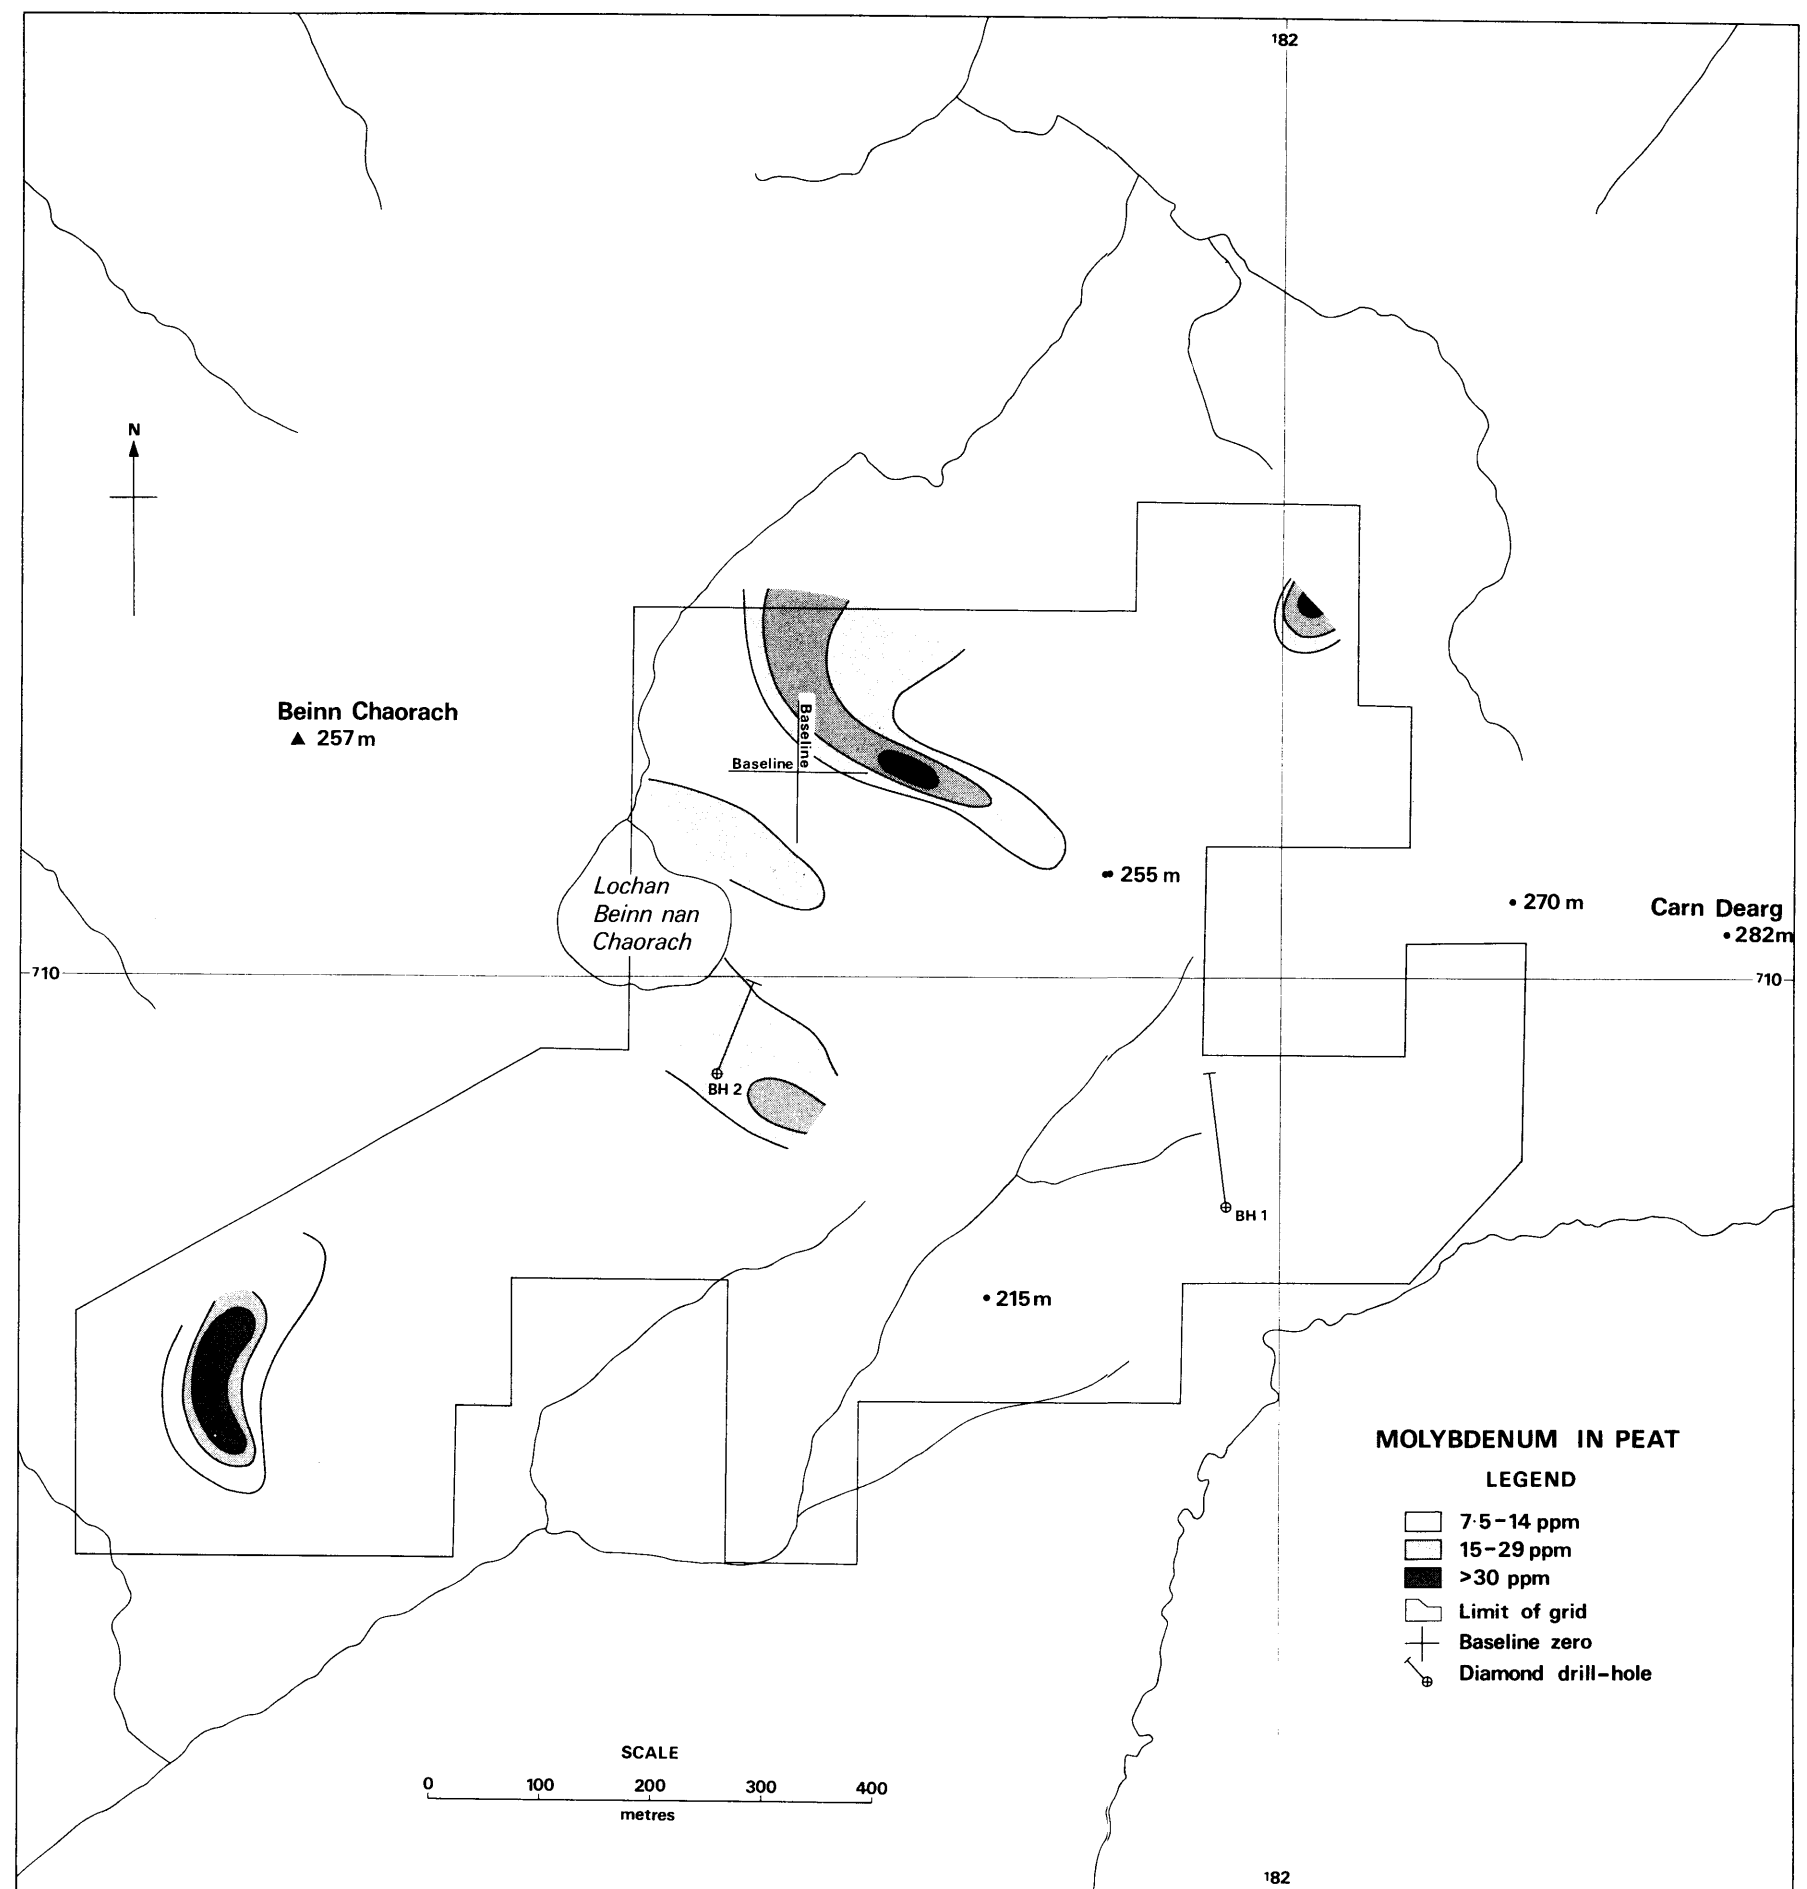 182
N
Beinn Chaorach
257 m
Baseline
Baseline
255 m
270 m
Carn Dearg
282m
Lochan
Beinn nan
Chaorach
710
710
BH 2
BH 1
215 m
MOLYBDENUM IN PEAT
LEGEND
7·5-14 ppm
15-29 ppm
>30 ppm
Limit of grid
Baseline zero
Diamond drill-hole
SCALE
0 100 200 300 400
metres
182